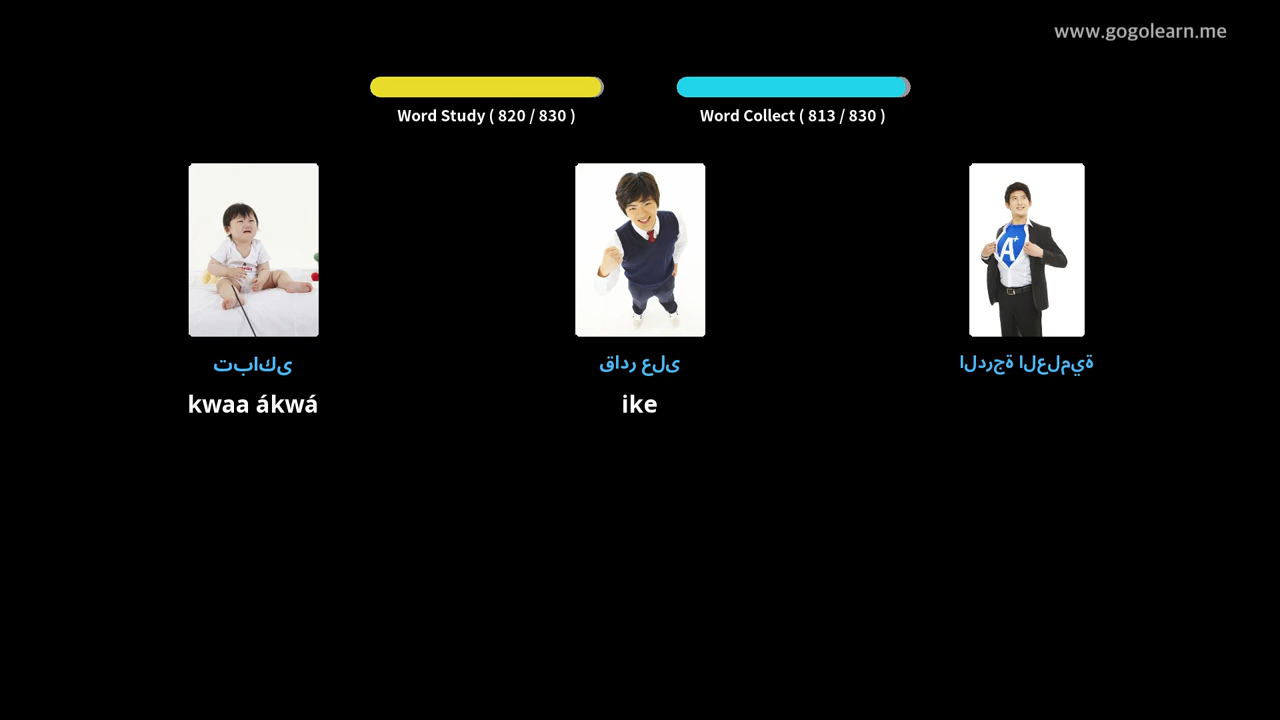 www.gogolearn.me
Word Study ( 820 / 830 )
Word Collect ( 813 / 830 )
A+
تباكى
قادر على
الدرجة العلمية
kwaa ákwá
ike